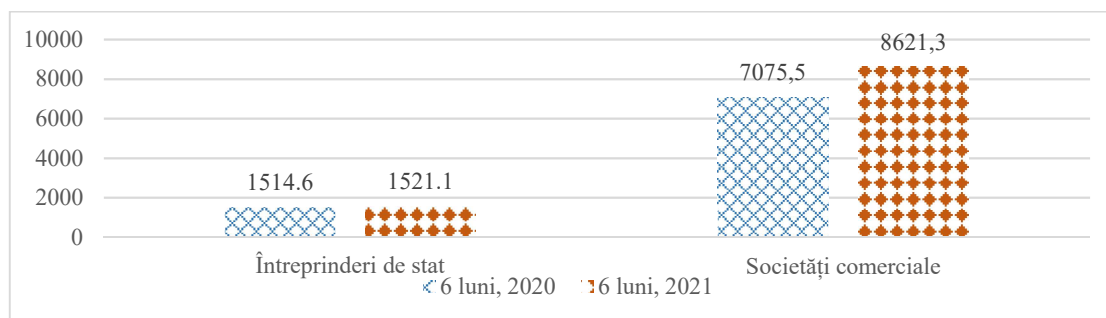 10000
8000
6000
4000
2000
0
1514.6
1521.1
7075,5
8621,3
Întreprinderi de stat
Societăți comerciale
6 luni, 2020
6 luni, 2021